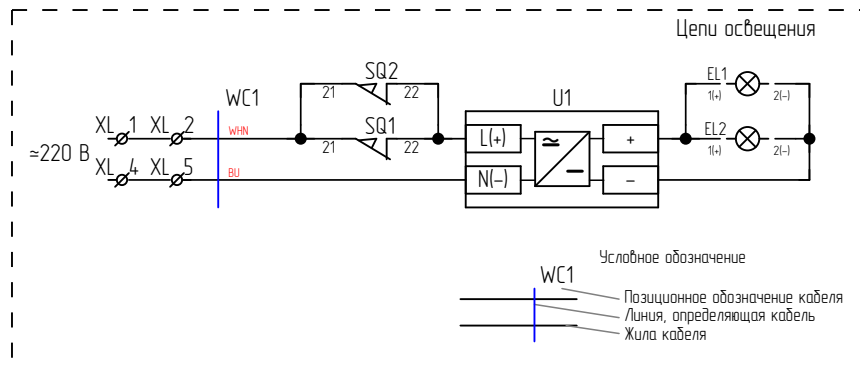 Цепи освещения
SQ2
EL1
21 22
WC1 U1
1(+) 2(-)
XL 1 XL 2 WHN SQ1 L(+) + EL2
21 22
1(+) 2(-)
≃220 В
XL 4 XL 5 BU N(-) -
Условное обозначение
WC1
Позиционное обозначение кабеля
Линия, определяющая кабель
Жила кабеля